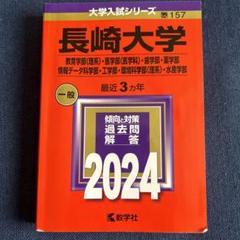 大学入試シリーズ
157
長崎大学
教育学部〈理系〉・医学部〈医学科〉・歯学部・薬学部
情報データ科学部・工学部・環境科学部〈理系〉・水産学部
一般
最近3カ年
傾向と対策
過去問
解答
2024
教学社